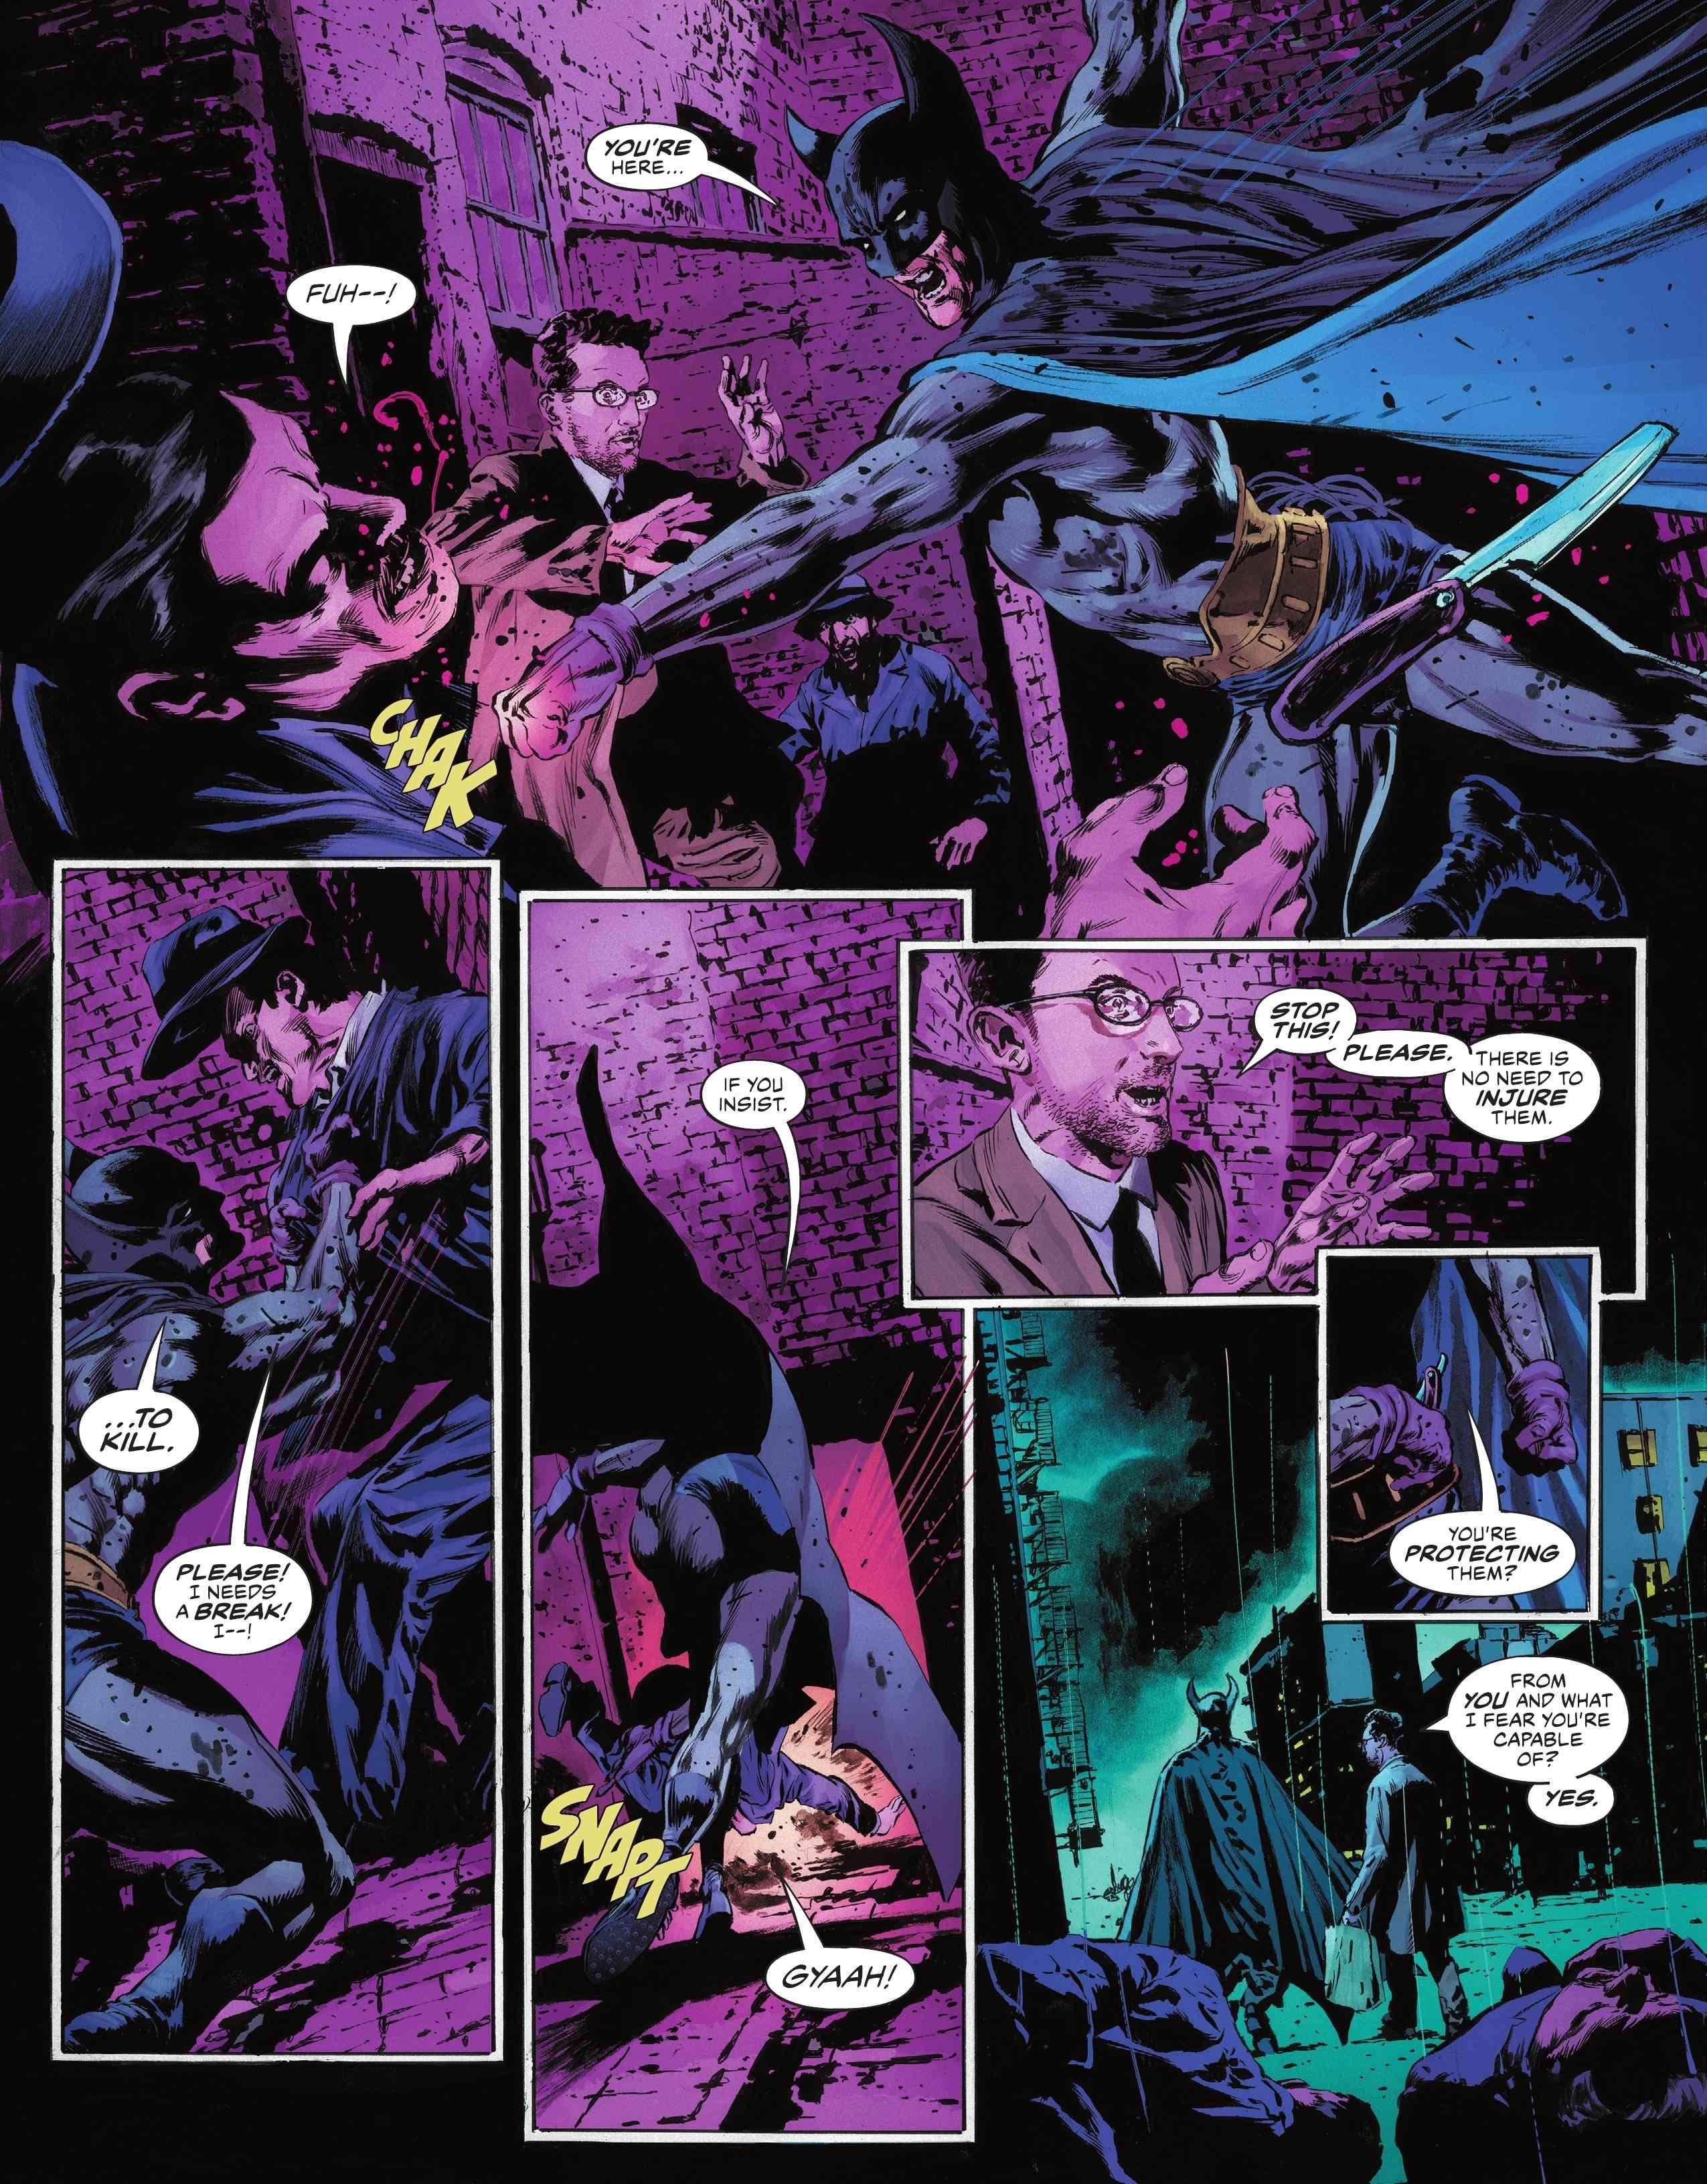 YOU'RE
HERE...
FUH--!
CHAK
...TO
KILL.
PLEASE!
I NEEDS
A BREAK!
I--!
IF YOU
INSIST.
SNAPT
GYAAH!
STOP
THIS!
PLEASE.
THERE IS
NO NEED TO
INJURE
THEM.
YOU'RE
PROTECTING
THEM?
FROM
YOU AND WHAT
I FEAR YOU'RE
CAPABLE
OF?
YES.